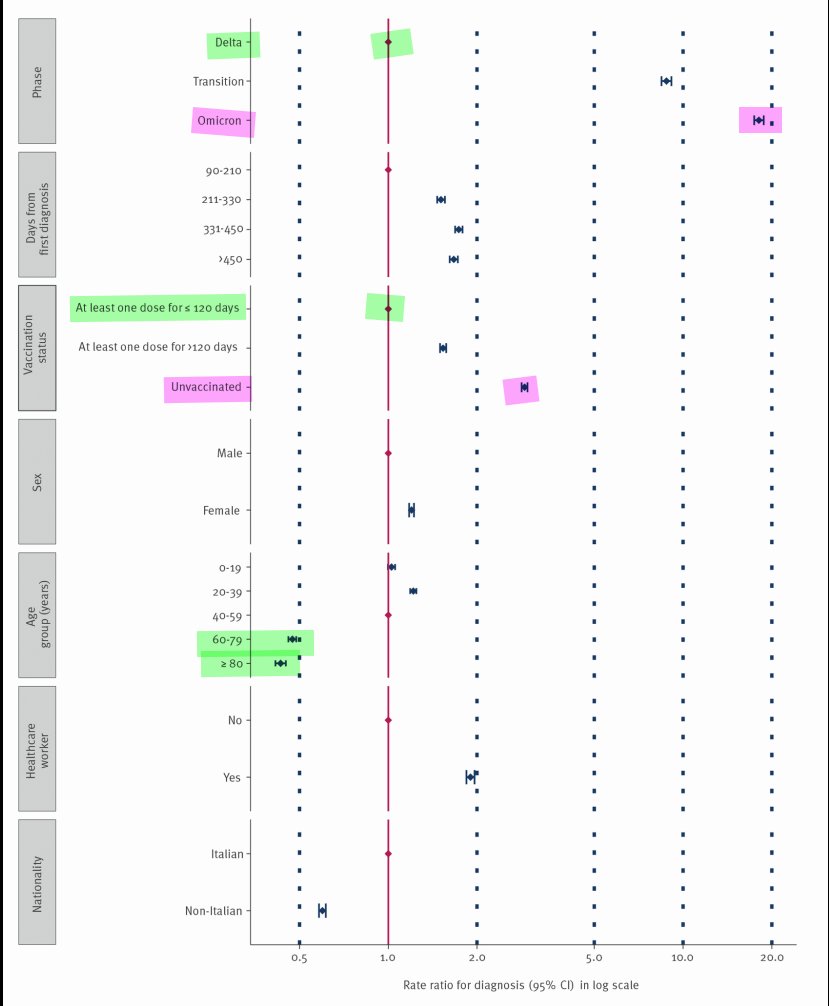 Phase
Delta
Transition
Omicron
Days from
first diagnosis
90-210
211-330
331-450
>450
Vaccination
status
At least one dose for ≤ 120 days
At least one dose for >120 days
Unvaccinated
Sex
Male
Female
Age
group (years)
0-19
20-39
40-59
60-79
≥ 80
Healthcare
worker
No
Yes
Nationality
Italian
Non-Italian
0.5 1.0 2.0 5.0 10.0 20.0
Rate ratio for diagnosis (95% CI) in log scale